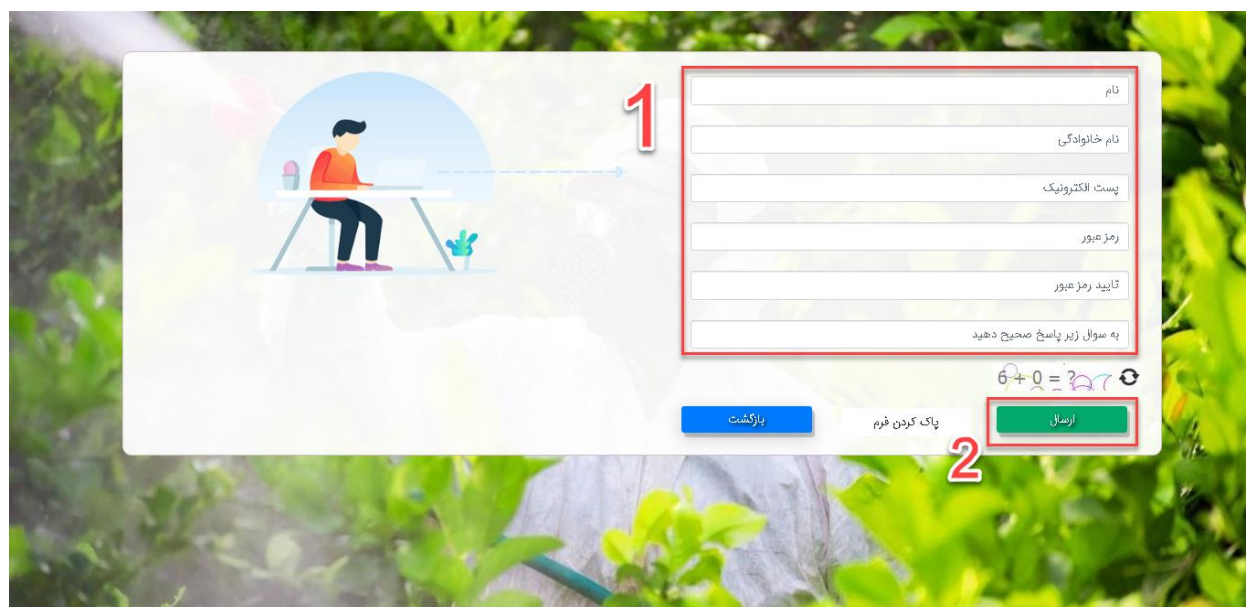 1
نام
نام خانوادگی
پست الکترونیک
رمز عبور
تایید رمز عبور
به سوال زیر پاسخ صحیح دهید
6 + 0 = ?
ارسال
پاک کردن فرم
بازگشت
2